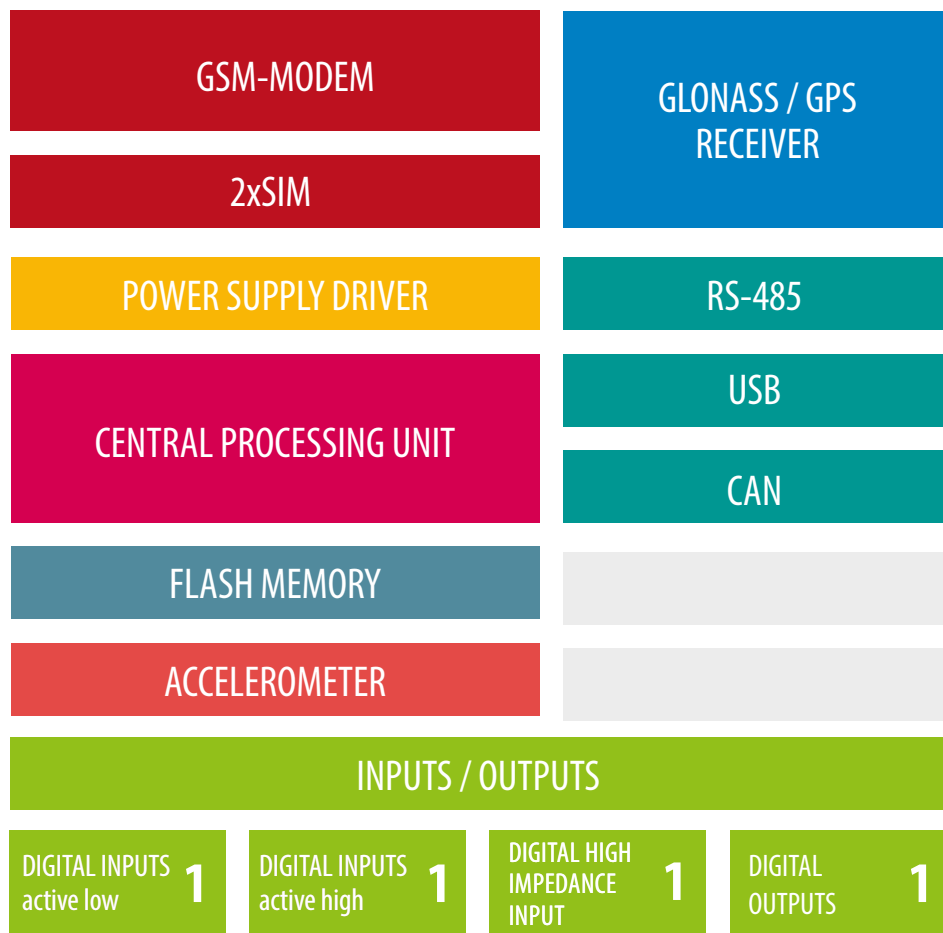 GSM-MODEM
GLONASS / GPS
RECEIVER
2xSIM
POWER SUPPLY DRIVER
RS-485
CENTRAL PROCESSING UNIT
USB
CAN
FLASH MEMORY
ACCELEROMETER
INPUTS / OUTPUTS
DIGITAL INPUTS
active low
1
DIGITAL INPUTS
active high
1
DIGITAL HIGH
IMPEDANCE
INPUT
1
DIGITAL
OUTPUTS
1